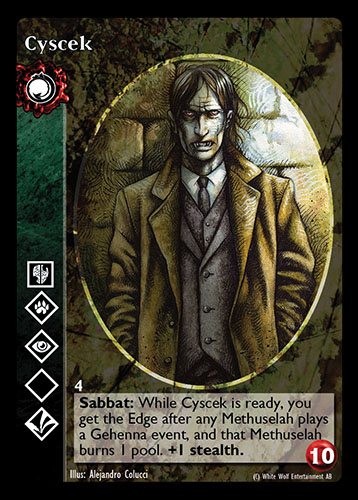 Cyscek
4
Sabbat: While Cyscek is ready, you
get the Edge after any Methuselah plays
a Gehenna event, and that Methuselah
burns 1 pool. +1 stealth.
10
Illus: Alejandro Colucci
(C) White Wolf Entertainment AB